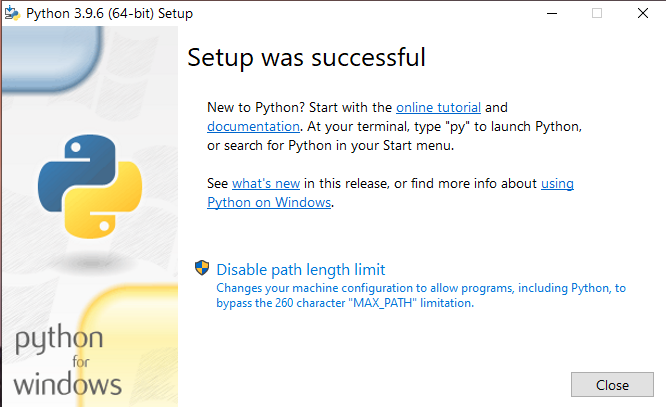 Python 3.9.6 (64-bit) Setup
Setup was successful
New to Python? Start with the online tutorial and
documentation. At your terminal, type "py" to launch Python,
or search for Python in your Start menu.
See what's new in this release, or find more info about using
Python on Windows.
Disable path length limit
Changes your machine configuration to allow programs, including Python, to
bypass the 260 character "MAX_PATH" limitation.
python
for
windows
Close